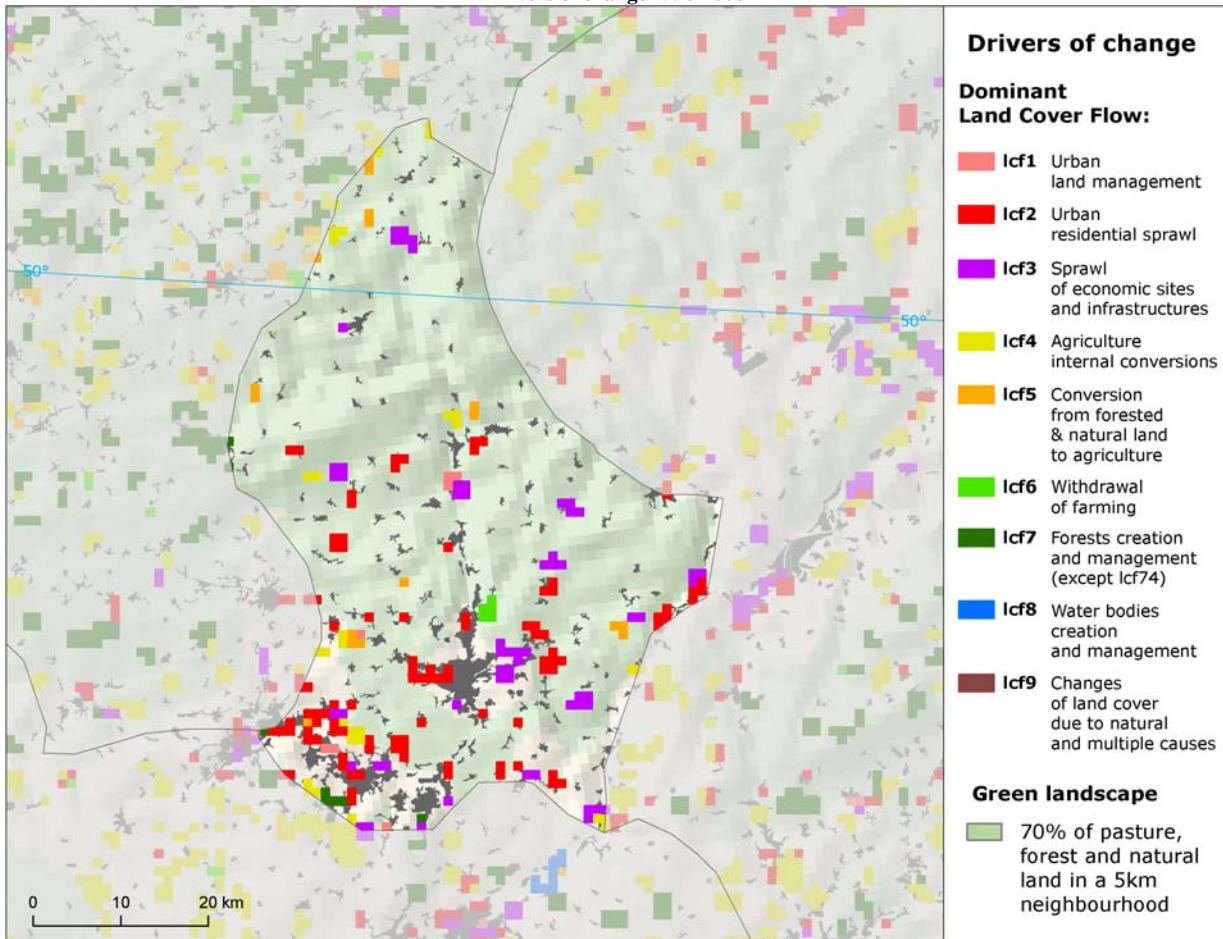 Drivers of change
Dominant
Land Cover Flow:
lcf1 Urban
land management
lcf2 Urban
residential sprawl
lcf3 Sprawl
of economic sites
and infrastructures
lcf4 Agriculture
internal conversions
lcf5 Conversion
from forested
& natural land
to agriculture
lcf6 Withdrawal
of farming
lcf7 Forests creation
and management
(except lcf74)
lcf8 Water bodies
creation
and management
lcf9 Changes
of land cover
due to natural
and multiple causes
Green landscape
70% of pasture,
forest and natural
land in a 5km
neighbourhood
50°
50°
0 10 20 km